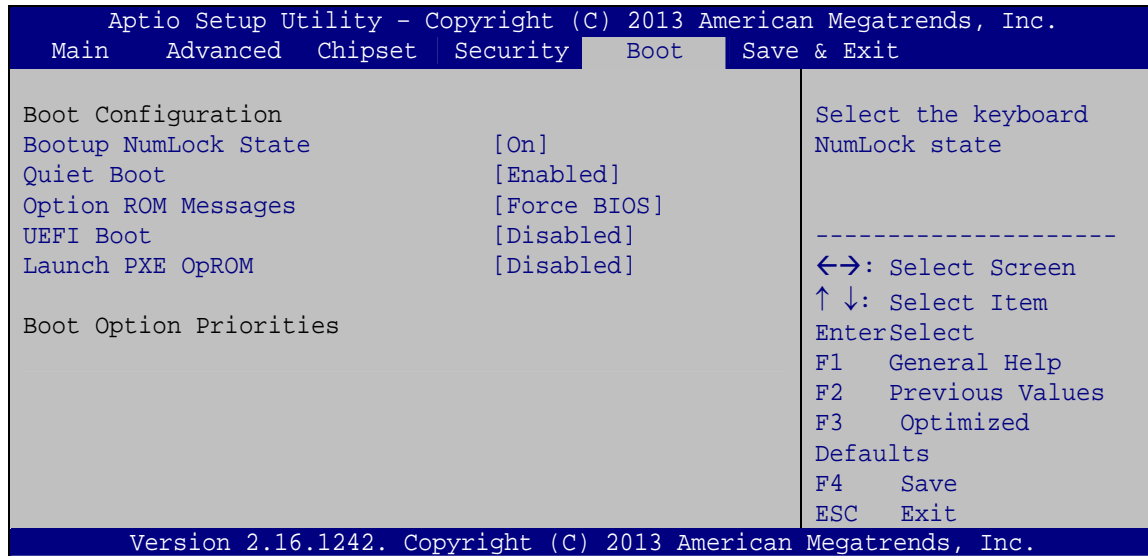 Aptio Setup Utility – Copyright (C) 2013 American Megatrends, Inc.
Main Advanced Chipset Security Boot Save & Exit
Boot Configuration
Bootup NumLock State [On]
Quiet Boot [Enabled]
Option ROM Messages [Force BIOS]
UEFI Boot [Disabled]
Launch PXE OpROM [Disabled]
Boot Option Priorities
Select the keyboard
NumLock state
---------------------
←→: Select Screen
↑ ↓: Select Item
EnterSelect
F1 General Help
F2 Previous Values
F3 Optimized
Defaults
F4 Save
ESC Exit
Version 2.16.1242. Copyright (C) 2013 American Megatrends, Inc.